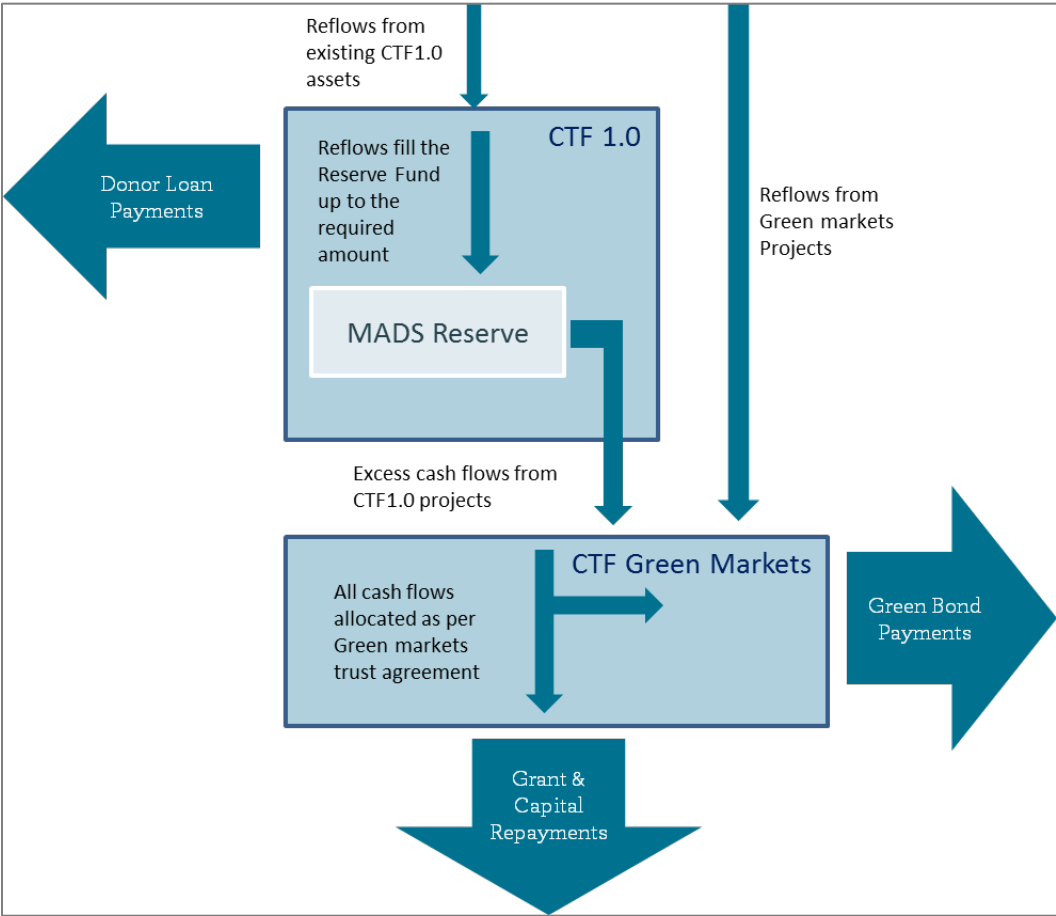 Reflows from
existing CTF1.0
assets
CTF 1.0
Reflows fill the
Reserve Fund
up to the
required
amount
Donor Loan
Payments
Reflows from
Green markets
Projects
MADS Reserve
Excess cash flows from
CTF1.0 projects
CTF Green Markets
All cash flows
allocated as per
Green markets
trust agreement
Green Bond
Payments
Grant &
Capital
Repayments